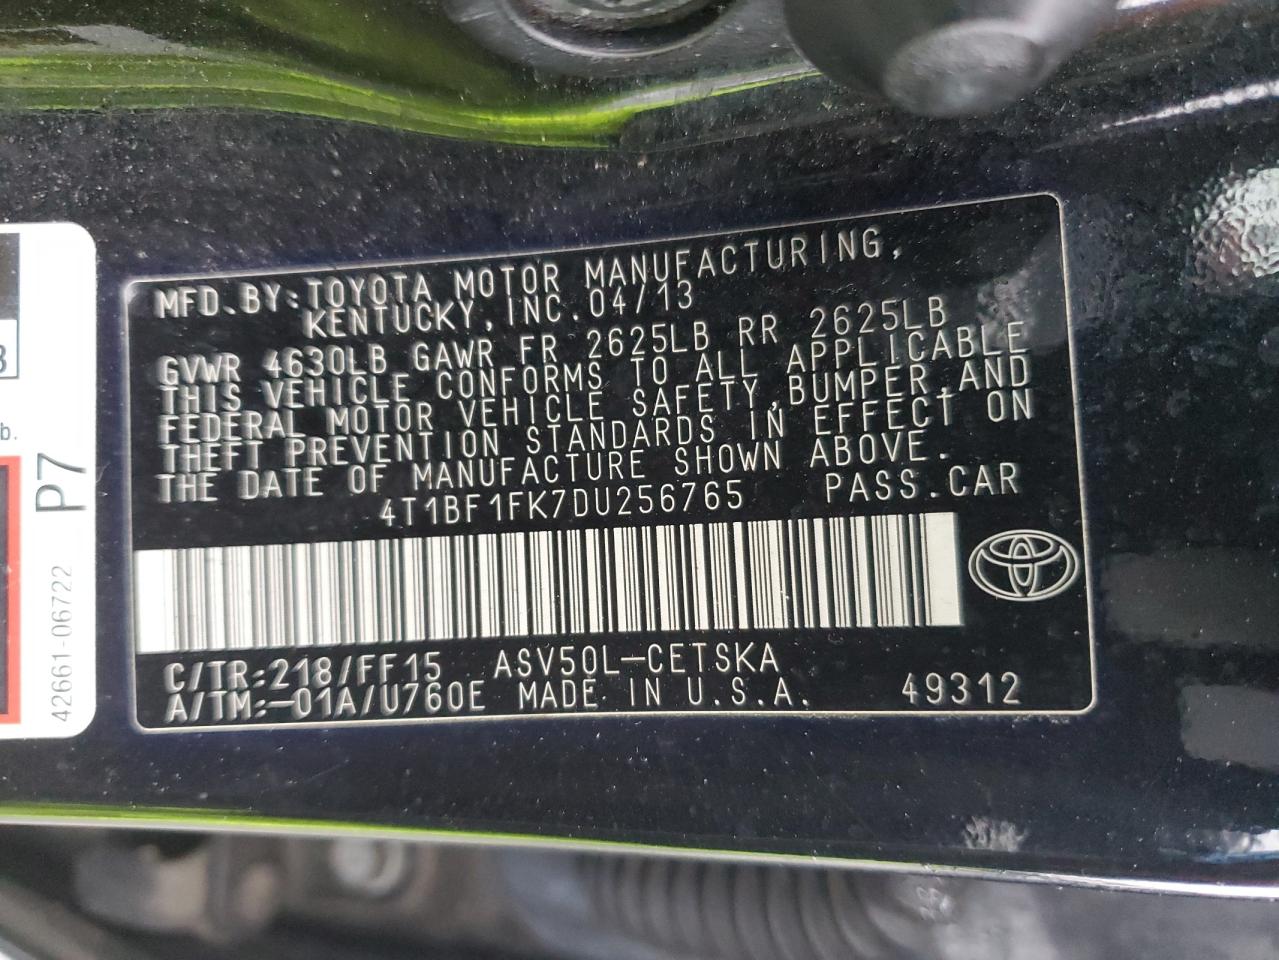 MFD.BY:TOYOTA MOTOR MANUFACTURING,
KENTUCKY,INC.04/13
GVWR 4630LB GAWR FR 2625LB RR 2625LB
THIS VEHICLE CONFORMS TO ALL APPLICABLE
FEDERAL MOTOR VEHICLE SAFETY,BUMPER,AND
THEFT PREVENTION STANDARDS IN EFFECT ON
THE DATE OF MANUFACTURE SHOWN ABOVE.
4T1BF1FK7DU256765 PASS.CAR
C/TR:218/FF15 ASV50L-CETSKA
A/TM:-01A/U760E MADE IN U.S.A. 49312
P7
42661-06722
b.